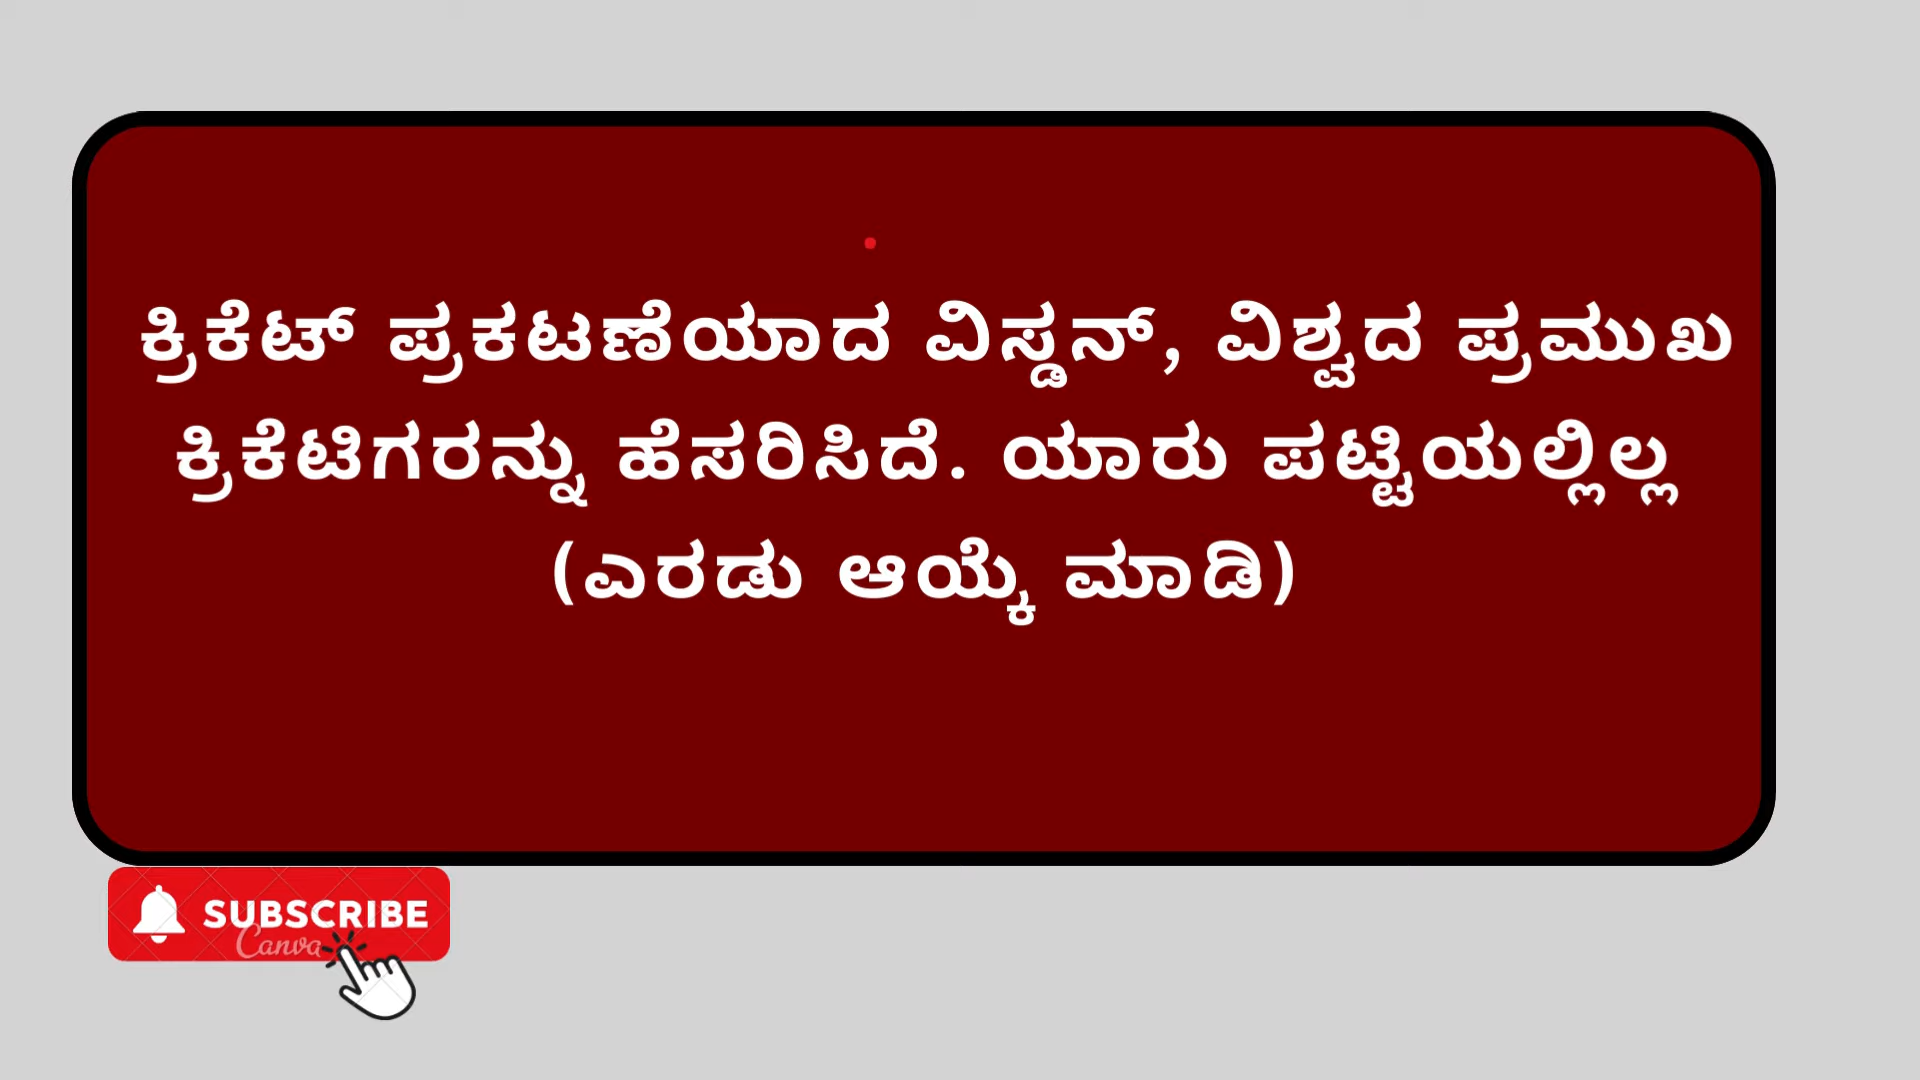 ಕ್ರಿಕೆಟ್ ಪ್ರಕಟಣೆಯಾದ ವಿಸ್ಡನ್, ವಿಶ್ವದ ಪ್ರಮುಖ
ಕ್ರಿಕೆಟಿಗರನ್ನು ಹೆಸರಿಸಿದೆ. ಯಾರು ಪಟ್ಟಿಯಲ್ಲಿಲ್ಲ
(ಎರಡು ಆಯ್ಕೆ ಮಾಡಿ)
SUBSCRIBE
Canva